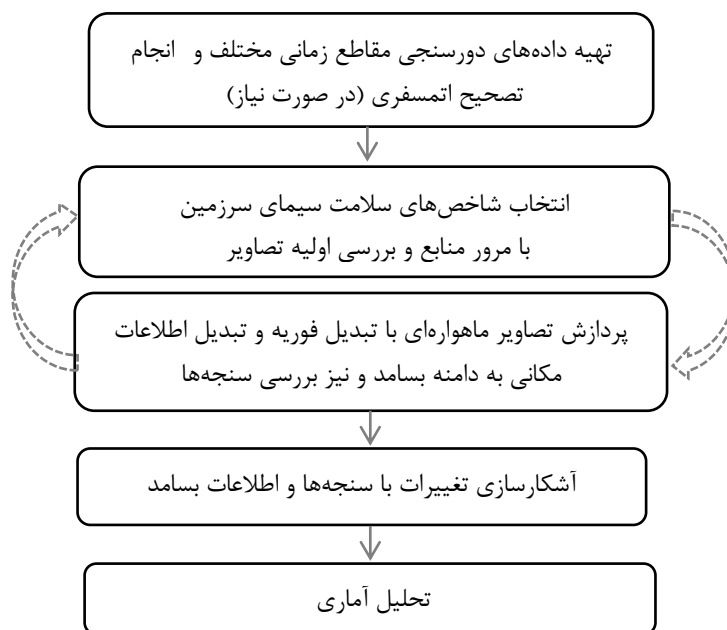 تهیه داده‌های دورسنجی مقاطع زمانی مختلف و انجام
تصحیح اتمسفری (در صورت نیاز)
انتخاب شاخص‌های سلامت سیمای سرزمین
با مرور منابع و بررسی اولیه تصاویر
پردازش تصاویر ماهواره‌ای با تبدیل فوریه و تبدیل اطلاعات
مکانی به دامنه بسامد و نیز بررسی سنجه‌ها
آشکارسازی تغییرات با سنجه‌ها و اطلاعات بسامد
تحلیل آماری